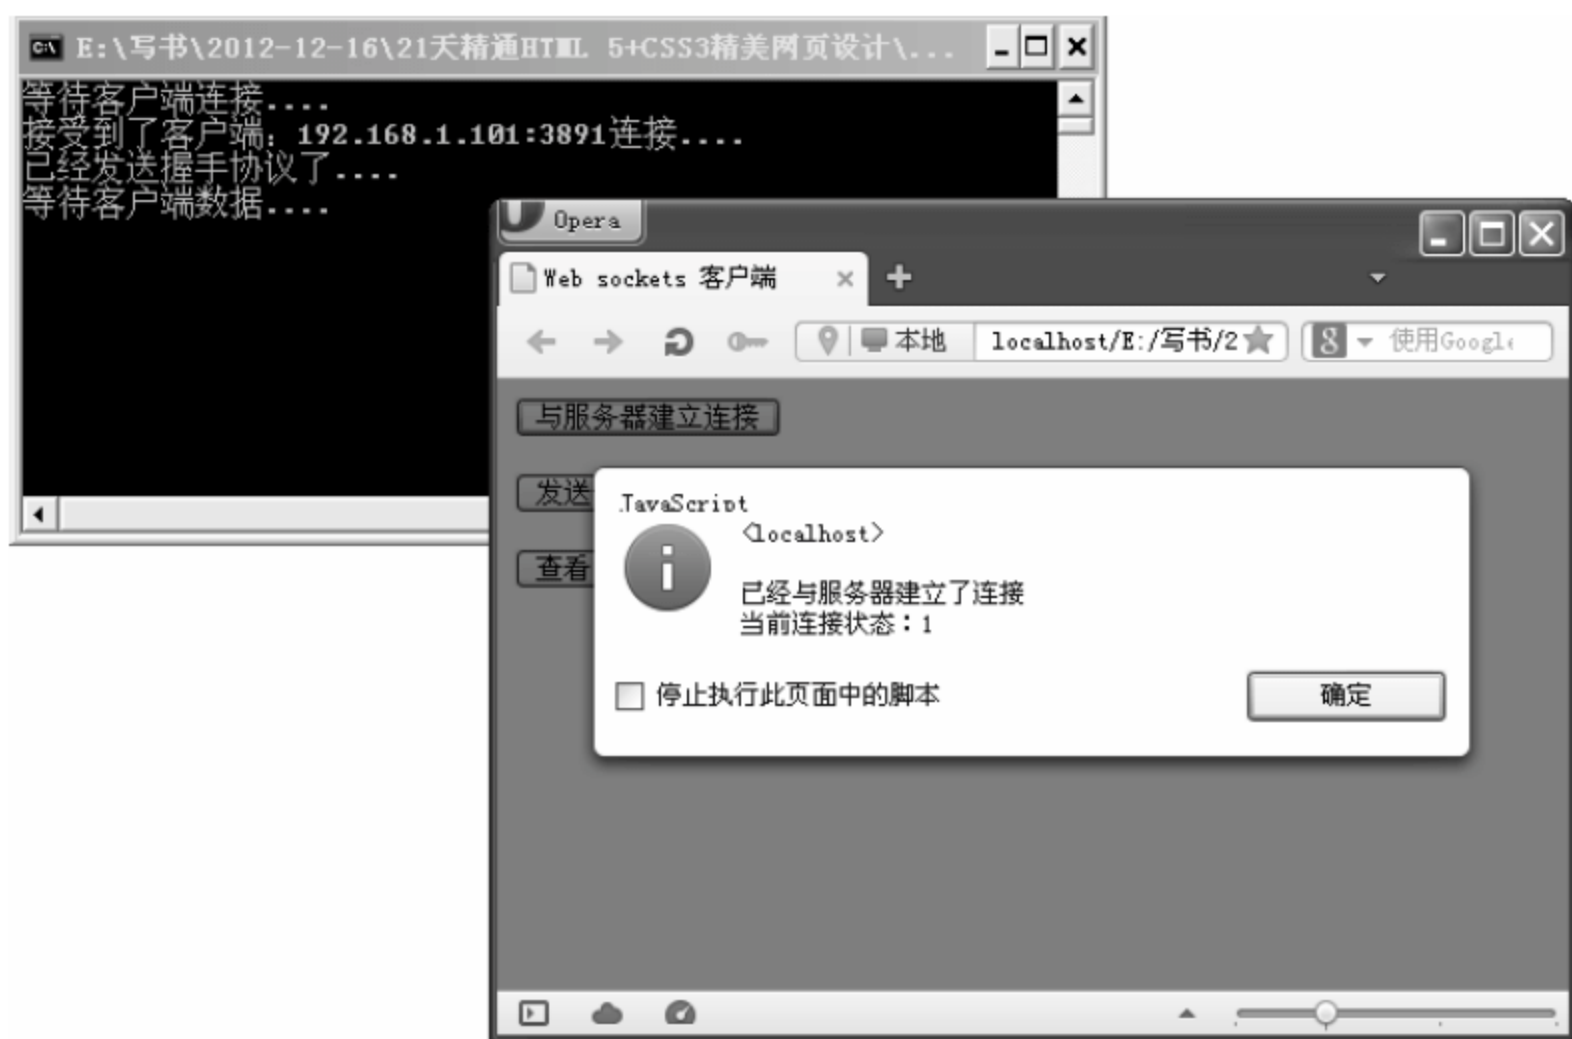 E:\写书\2012-12-16\21天精通HTML 5+CSS3精美网页设计\...
等待客户端连接....
接受到了客户端：192.168.1.101:3891连接....
已经发送握手协议了....
等待客户端数据....
Opera
Web sockets 客户端
本地 localhost/E:/写书/2 使用Google
与服务器建立连接
发送
查看
JavaScript
<localhost>
已经与服务器建立了连接
当前连接状态：1
停止执行此页面中的脚本
确定